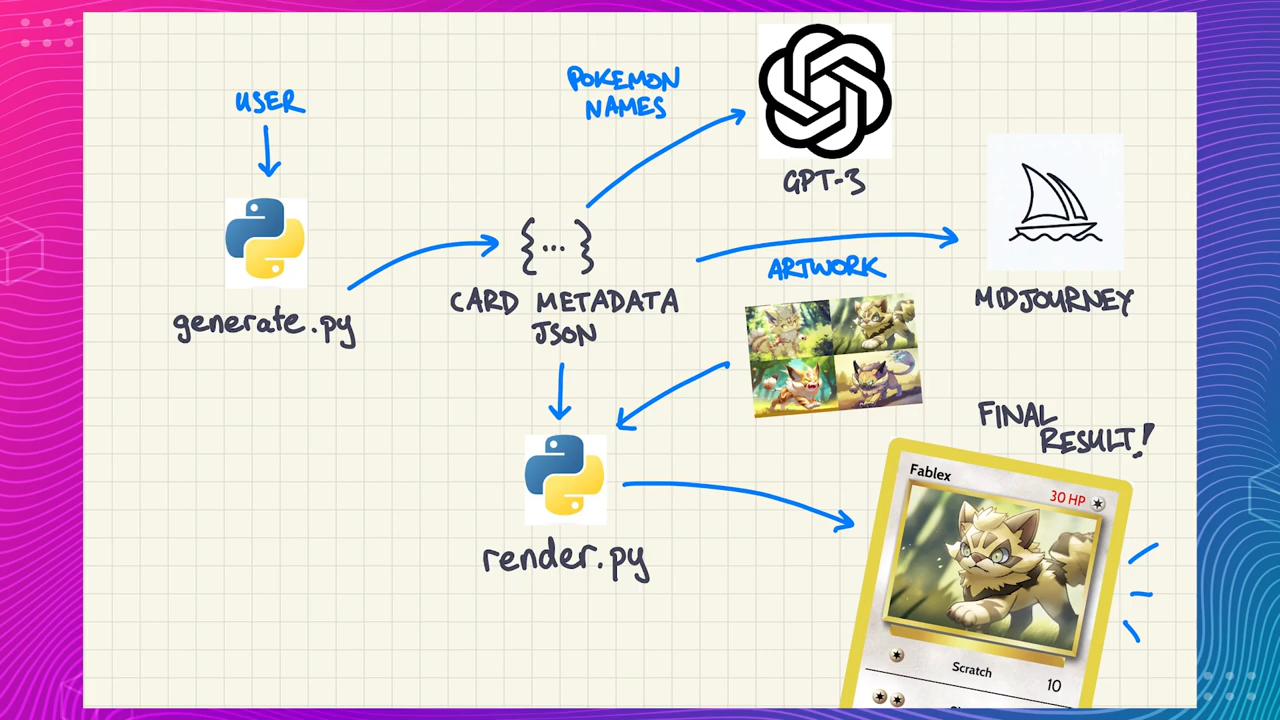 USER
generate.py
{...}
CARD METADATA
JSON
POKEMON
NAMES
GPT-3
ARTWORK
MIDJOURNEY
render.py
FINAL
RESULT!
Fablex
30 HP
Scratch
10